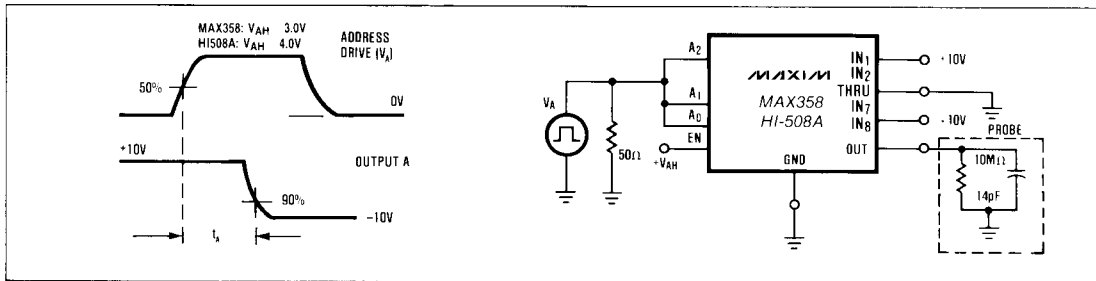 MAX358: VAH 3.0V
HI508A: VAH 4.0V
ADDRESS
DRIVE (VA)
50%
0V
+10V
OUTPUT A
90%
-10V
tA
VA
50Ω
A2
A1
A0
EN
+VAH
MAXIM
MAX358
HI-508A
GND
IN1
IN2
THRU
IN7
IN8
OUT
+10V
-10V
PROBE
10MΩ
14pF